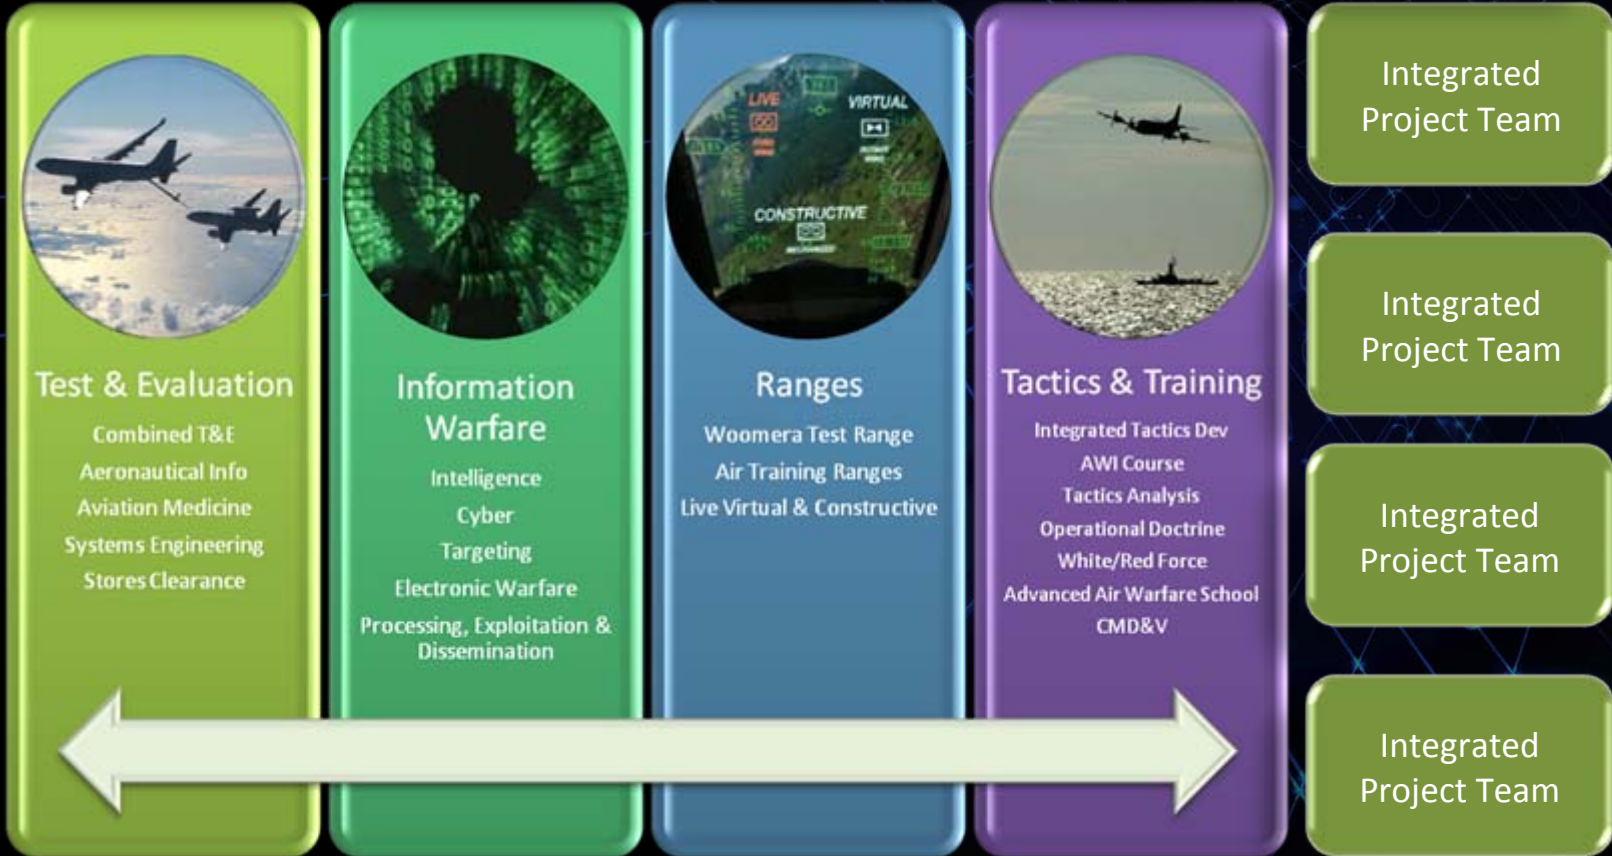 Test & Evaluation
Combined T&E
Aeronautical Info
Aviation Medicine
Systems Engineering
Stores Clearance
Information
Warfare
Intelligence
Cyber
Targeting
Electronic Warfare
Processing, Exploitation &
Dissemination
LIVE
VIRTUAL
CONSTRUCTIVE
Ranges
Woomera Test Range
Air Training Ranges
Live Virtual & Constructive
Tactics & Training
Integrated Tactics Dev
AWI Course
Tactics Analysis
Operational Doctrine
White/Red Force
Advanced Air Warfare School
CMD&V
Integrated
Project Team
Integrated
Project Team
Integrated
Project Team
Integrated
Project Team